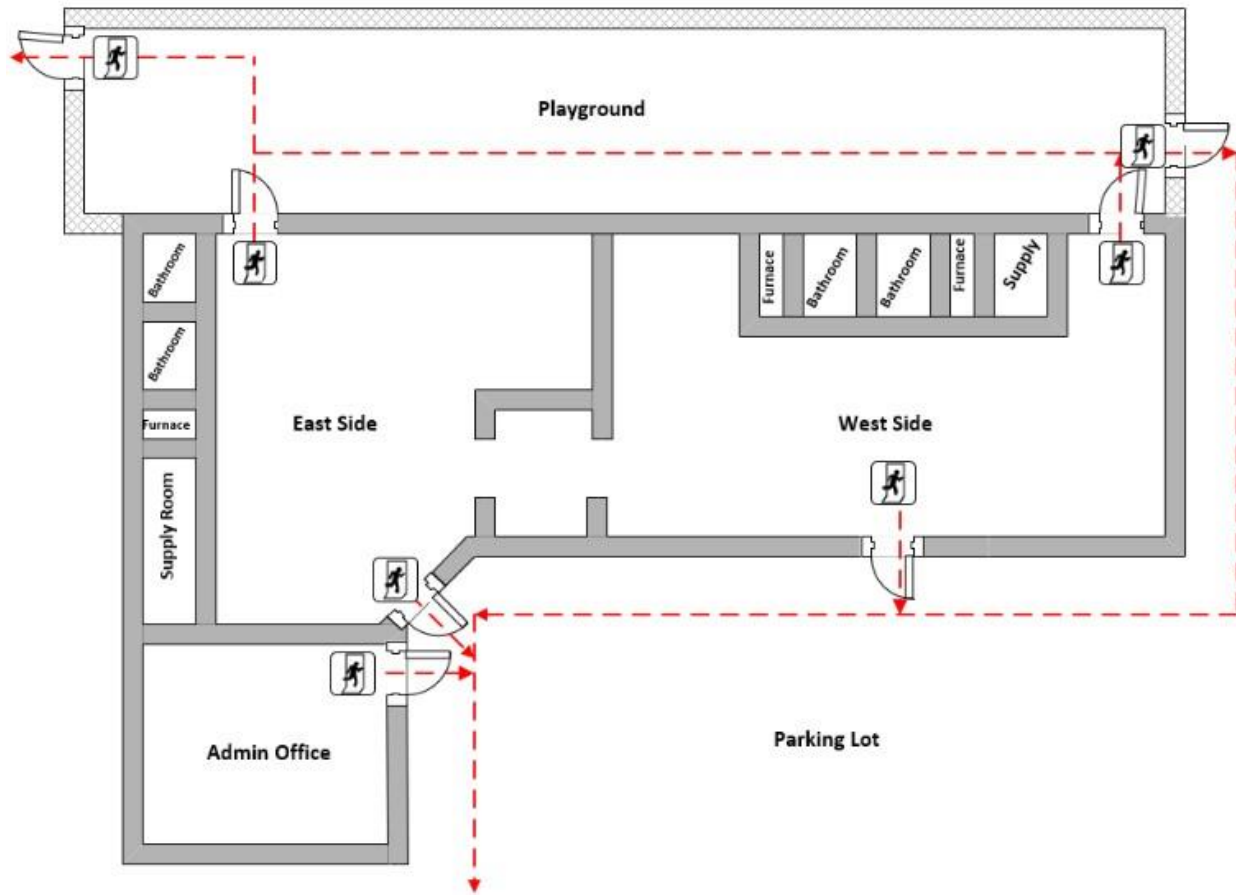 Playground
Bathroom
Furnace
Bathroom
Bathroom
Furnace
Supply
Bathroom
Furnace
East Side
West Side
Supply Room
Admin Office
Parking Lot